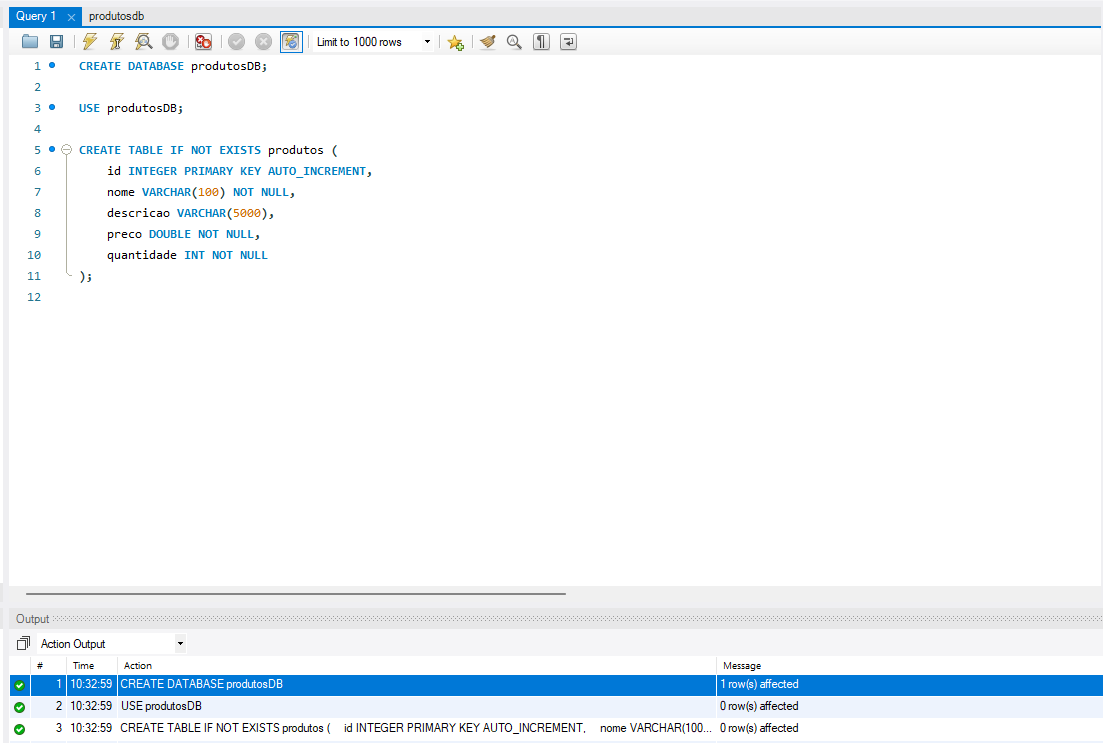 Query 1 produtosdb
Limit to 1000 rows
1 CREATE DATABASE produtosDB;
2
3 USE produtosDB;
4
5 CREATE TABLE IF NOT EXISTS produtos (
6 id INTEGER PRIMARY KEY AUTO_INCREMENT,
7 nome VARCHAR(100) NOT NULL,
8 descricao VARCHAR(5000),
9 preco DOUBLE NOT NULL,
10 quantidade INT NOT NULL
11 );
12
Output
Action Output
# Time Action Message
1 10:32:59 CREATE DATABASE produtosDB 1 row(s) affected
2 10:32:59 USE produtosDB 0 row(s) affected
3 10:32:59 CREATE TABLE IF NOT EXISTS produtos ( id INTEGER PRIMARY KEY AUTO_INCREMENT, nome VARCHAR(100... 0 row(s) affected